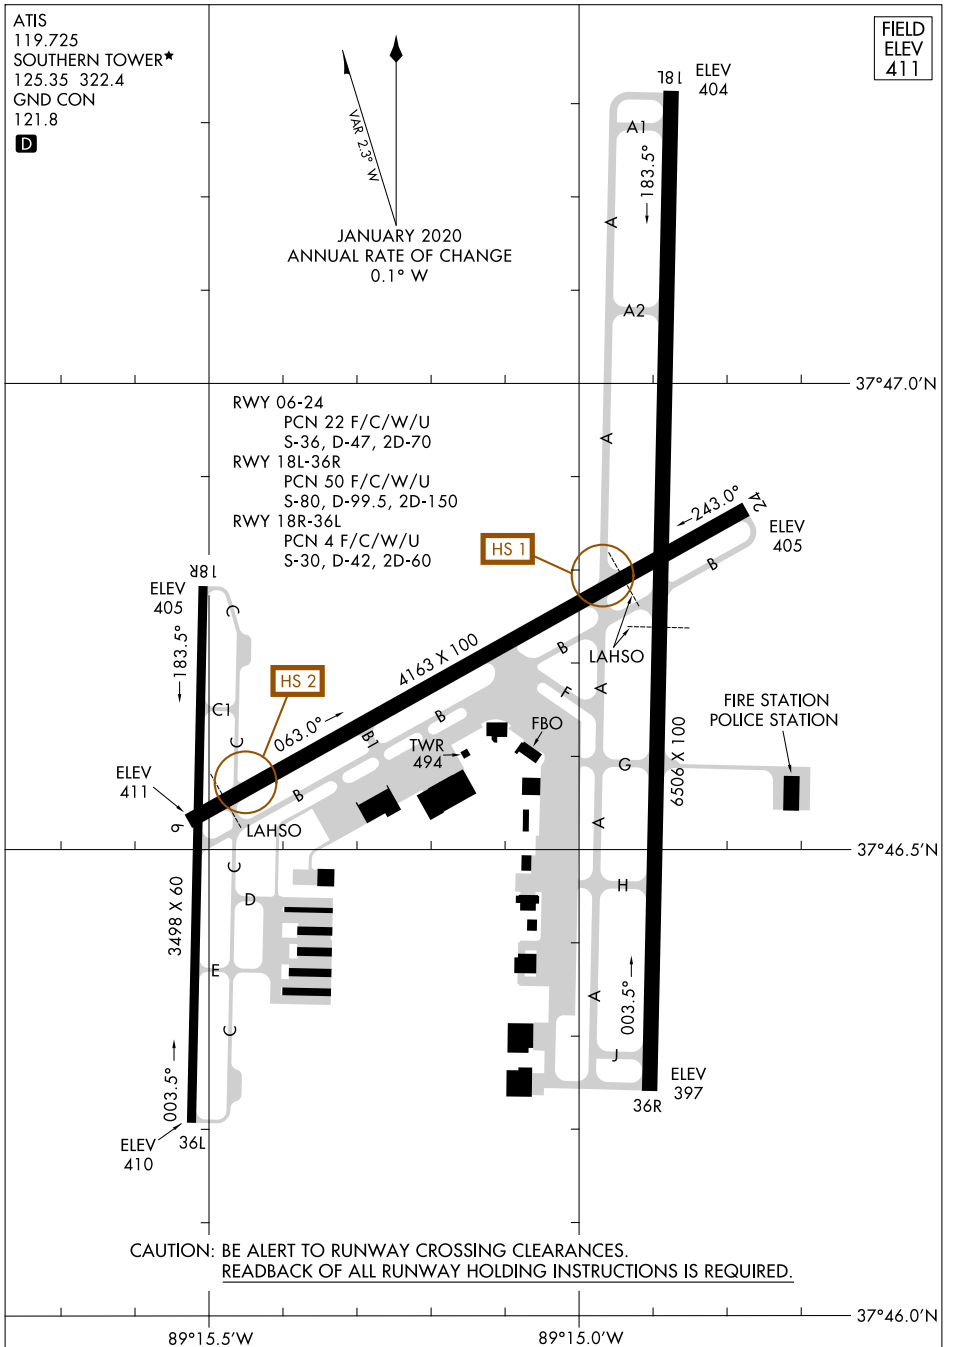 ATIS
119.725
SOUTHERN TOWER★
125.35 322.4
GND CON
121.8
D
FIELD
ELEV
411
VAR 2.3° W
JANUARY 2020
ANNUAL RATE OF CHANGE
0.1° W
18L
ELEV
404
A1
183.5°
A
A2
37°47.0'N
RWY 06-24
PCN 22 F/C/W/U
S-36, D-47, 2D-70
RWY 18L-36R
PCN 50 F/C/W/U
S-80, D-99.5, 2D-150
RWY 18R-36L
PCN 4 F/C/W/U
S-30, D-42, 2D-60
A
243.0°
24
ELEV
405
HS 1
B
18R
ELEV
405
C
183.5°
4163 X 100
B
LAHSO
HS 2
F
A
C1
063.0°
B
B1
C
TWR
494
FBO
FIRE STATION
POLICE STATION
G
6506 X 100
ELEV
411
B
6
LAHSO
A
37°46.5'N
C
D
H
3498 X 60
E
A
003.5°
C
J
003.5°
ELEV
397
36R
36L
ELEV
410
CAUTION: BE ALERT TO RUNWAY CROSSING CLEARANCES.
READBACK OF ALL RUNWAY HOLDING INSTRUCTIONS IS REQUIRED.
37°46.0'N
89°15.5'W
89°15.0'W